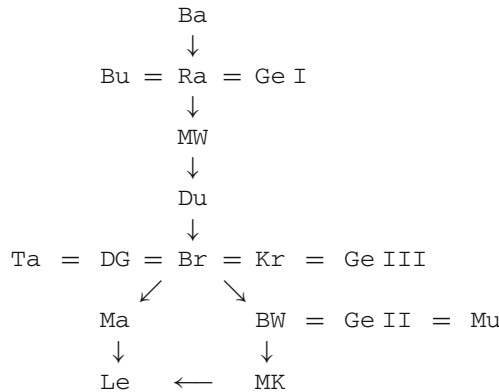 Ba
↓
Bu = Ra = Ge I
↓
MW
↓
Du
↓
Ta = DG = Br = Kr = Ge III
↙ ↘
Ma BW = Ge II = Mu
↓ ↓
Le ⟵ MK